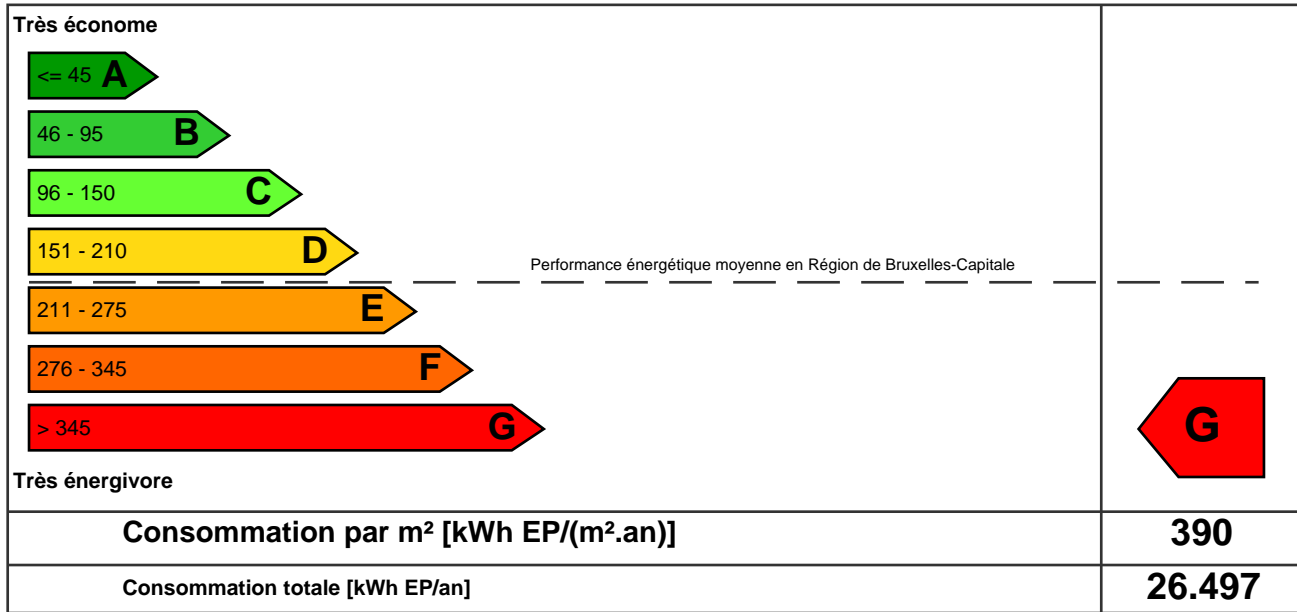 Très économe
<= 45 A
46 - 95 B
96 - 150 C
151 - 210 D
Performance énergétique moyenne en Région de Bruxelles-Capitale
211 - 275 E
276 - 345 F
> 345 G
G
Très énergivore
Consommation par m² [kWh EP/(m².an)] 390
Consommation totale [kWh EP/an] 26.497